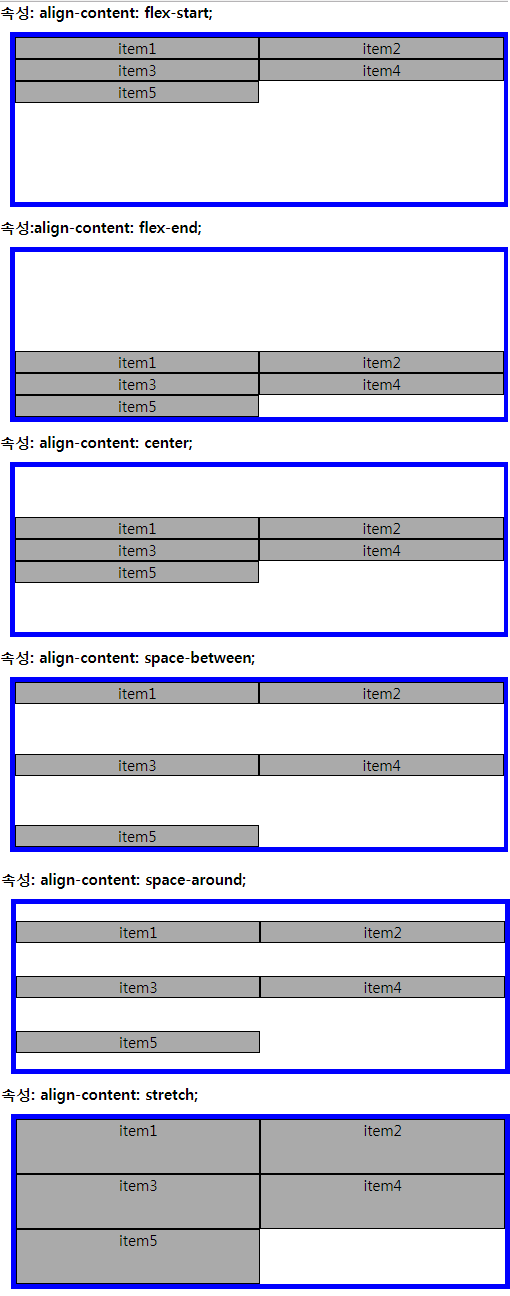 속성: align-content: flex-start;
item1 item2
item3 item4
item5
속성:align-content: flex-end;
item1 item2
item3 item4
item5
속성: align-content: center;
item1 item2
item3 item4
item5
속성: align-content: space-between;
item1 item2
item3 item4
item5
속성: align-content: space-around;
item1 item2
item3 item4
item5
속성: align-content: stretch;
item1 item2
item3 item4
item5